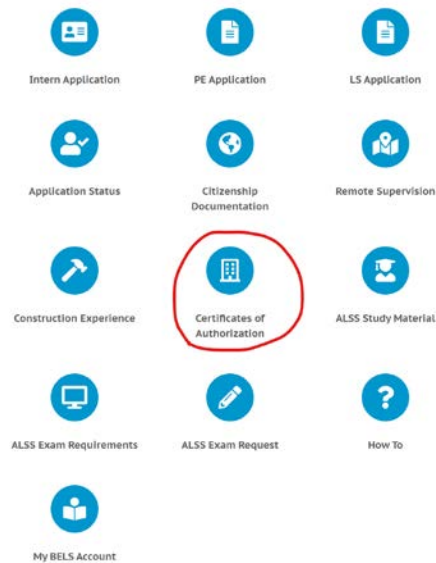 Intern Application
PE Application
LS Application
Application Status
Citizenship
Documentation
Remote Supervision
Construction Experience
Certificates of
Authorization
ALSS Study Material
ALSS Exam Requirements
ALSS Exam Request
?
How To
My BELS Account